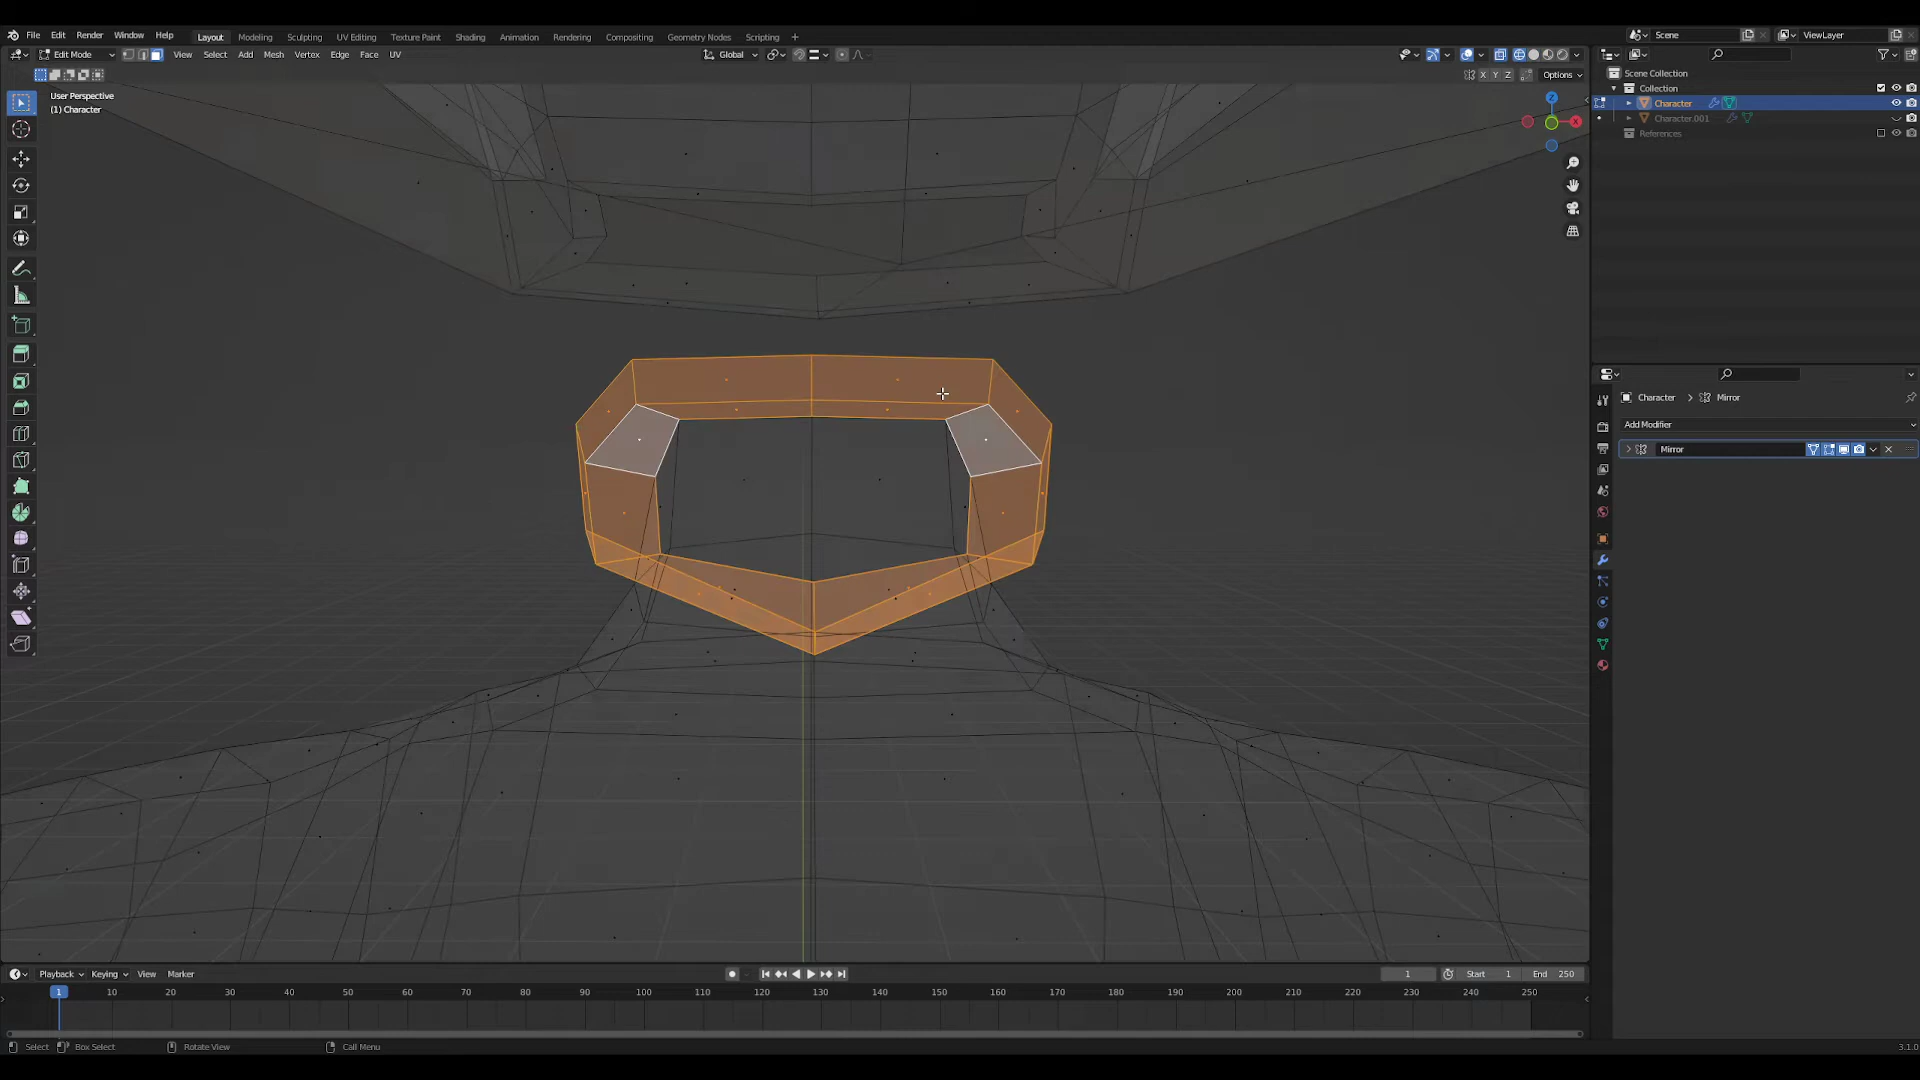 File Edit Render Window Help Layout Modeling Sculpting UV Editing Texture Paint Shading Animation Rendering Compositing Geometry Nodes Scripting + Scene ViewLayer
Edit Mode View Select Add Mesh Vertex Edge Face UV Global
X Y Z Options
Scene Collection
Collection
Character
Character.001
References
User Perspective
(1) Character
Z
X
Character Mirror
Add Modifier
Mirror
Playback Keying View Marker 1 Start 1 End 250
1 10 20 30 40 50 60 70 80 90 100 110 120 130 140 150 160 170 180 190 200 210 220 230 240 250
Select Box Select Rotate View Call Menu 3.1.0